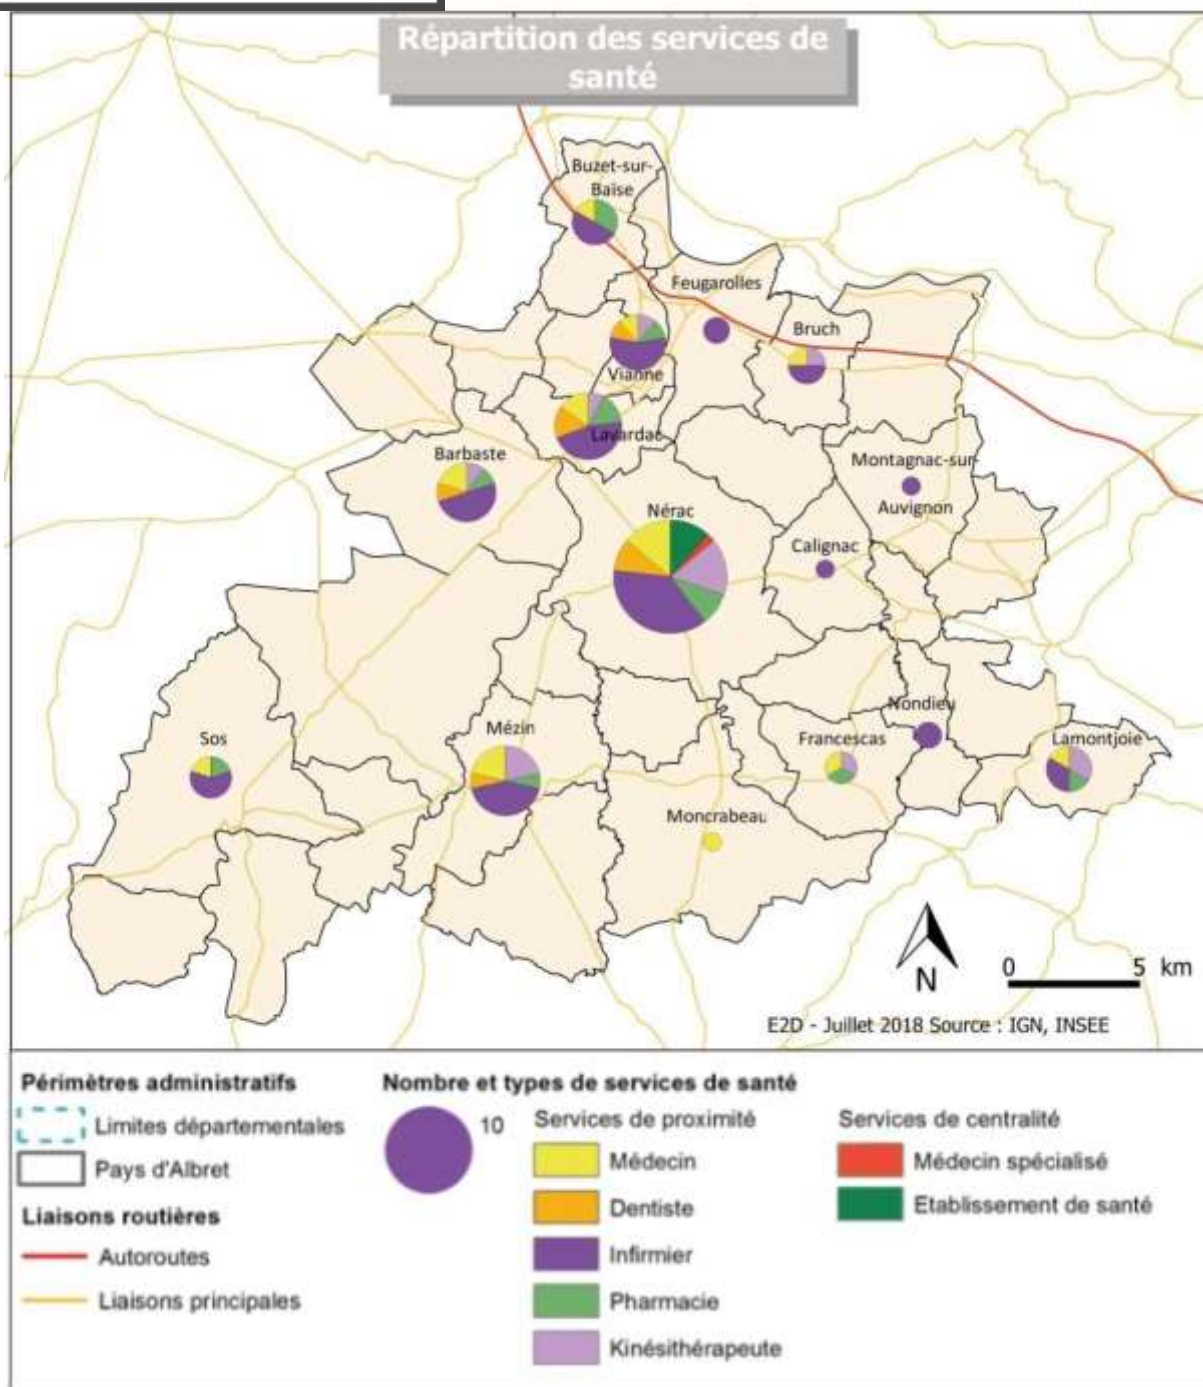 Répartition des services de
santé
Buzet-sur-
Baïse
Feugarolles
Bruch
Vianne
Lavardac
Barbaste
Montagnac-sur-
Auvignon
Nérac
Calignac
Nondieu
Sos
Mézin
Francescas
Lamontjoie
Moncrabeau
N
0 5 km
E2D - Juillet 2018 Source : IGN, INSEE
Périmètres administratifs
Limites départementales
Pays d'Albret
Liaisons routières
Autoroutes
Liaisons principales
Nombre et types de services de santé
10
Services de proximité
Médecin
Dentiste
Infirmier
Pharmacie
Kinésithérapeute
Services de centralité
Médecin spécialisé
Etablissement de santé